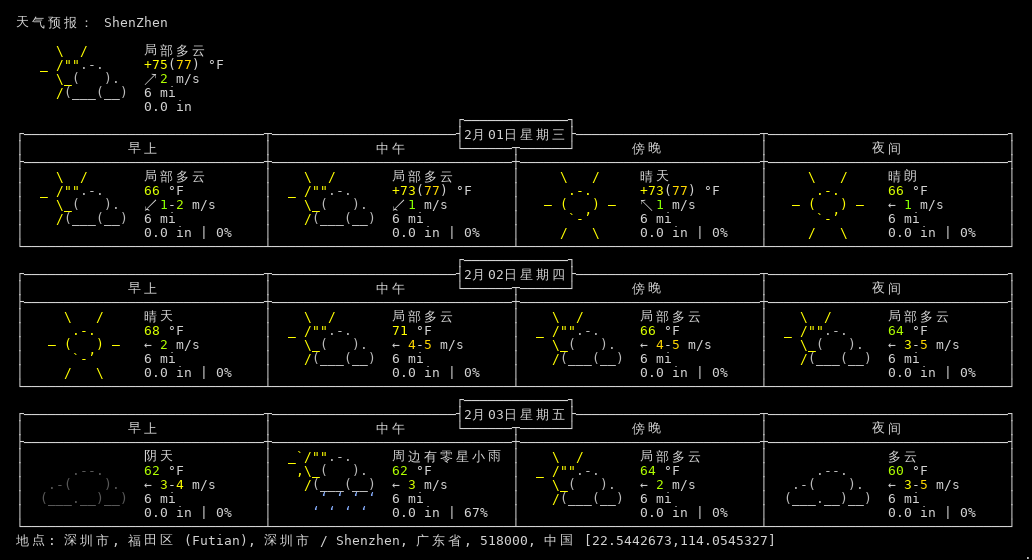 天气预报： ShenZhen
局部多云
+75(77) °F
↗2 m/s
6 mi
0.0 in
2月01日星期三
早上 中午 傍晚 夜间
局部多云 局部多云 晴天 晴朗
66 °F +73(77) °F +73(77) °F 66 °F
↙1-2 m/s ↙1 m/s ↖1 m/s ← 1 m/s
6 mi 6 mi 6 mi 6 mi
0.0 in | 0% 0.0 in | 0% 0.0 in | 0% 0.0 in | 0%
2月02日星期四
早上 中午 傍晚 夜间
晴天 局部多云 局部多云 局部多云
68 °F 71 °F 66 °F 64 °F
← 2 m/s ← 4-5 m/s ← 4-5 m/s ← 3-5 m/s
6 mi 6 mi 6 mi 6 mi
0.0 in | 0% 0.0 in | 0% 0.0 in | 0% 0.0 in | 0%
2月03日星期五
早上 中午 傍晚 夜间
阴天 周边有零星小雨 局部多云 多云
62 °F 62 °F 64 °F 60 °F
← 3-4 m/s ← 3 m/s ← 2 m/s ← 3-5 m/s
6 mi 6 mi 6 mi 6 mi
0.0 in | 0% 0.0 in | 67% 0.0 in | 0% 0.0 in | 0%
地点: 深圳市, 福田区 (Futian), 深圳市 / Shenzhen, 广东省, 518000, 中国 [22.5442673,114.0545327]